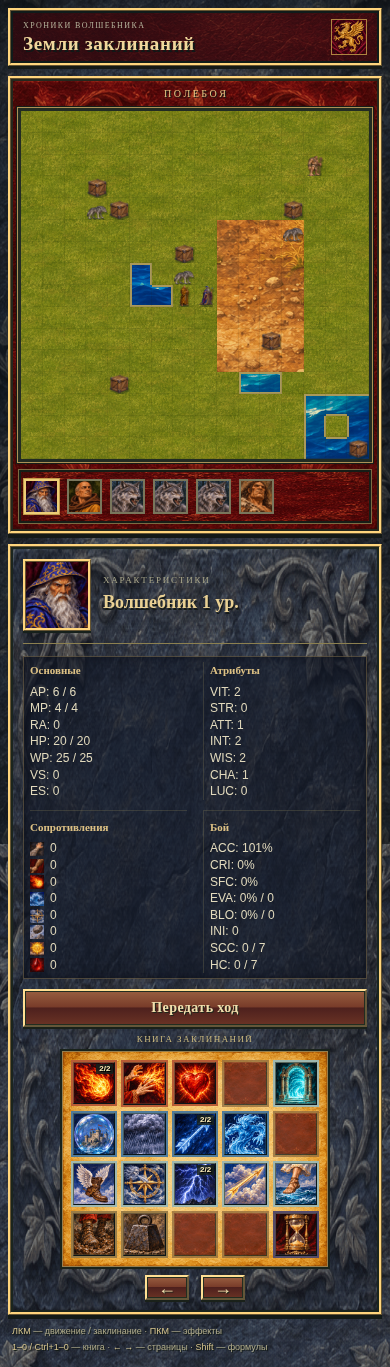 ХРОНИКИ ВОЛШЕБНИКА
Земли заклинаний
ПОЛЕ БОЯ
ХАРАКТЕРИСТИКИ
Волшебник 1 ур.
Основные
AP: 6 / 6
MP: 4 / 4
RA: 0
HP: 20 / 20
WP: 25 / 25
VS: 0
ES: 0
Атрибуты
VIT: 2
STR: 0
ATT: 1
INT: 2
WIS: 2
CHA: 1
LUC: 0
Сопротивления
0
0
0
0
0
0
0
0
Бой
ACC: 101%
CRI: 0%
SFC: 0%
EVA: 0% / 0
BLO: 0% / 0
INI: 0
SCC: 0 / 7
HC: 0 / 7
Передать ход
КНИГА ЗАКЛИНАНИЙ
2/2
2/2
2/2
← →
ЛКМ — движение / заклинание · ПКМ — эффекты
1–0 / Ctrl+1–0 — книга · ← → — страницы · Shift — формулы